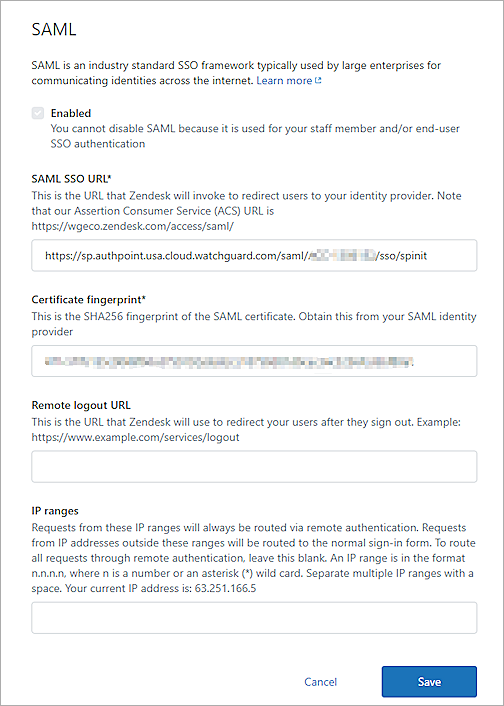 SAML
SAML is an industry standard SSO framework typically used by large enterprises for
communicating identities across the internet. Learn more
Enabled
You cannot disable SAML because it is used for your staff member and/or end-user
SSO authentication
SAML SSO URL*
This is the URL that Zendesk will invoke to redirect users to your identity provider. Note
that our Assertion Consumer Service (ACS) URL is
https://wgeco.zendesk.com/access/saml/
https://sp.authpoint.usa.cloud.watchguard.com/saml/ /sso/spinit
Certificate fingerprint*
This is the SHA256 fingerprint of the SAML certificate. Obtain this from your SAML identity
provider
Remote logout URL
This is the URL that Zendesk will use to redirect your users after they sign out. Example:
https://www.example.com/services/logout
IP ranges
Requests from these IP ranges will always be routed via remote authentication. Requests
from IP addresses outside these ranges will be routed to the normal sign-in form. To route
all requests through remote authentication, leave this blank. An IP range is in the format
n.n.n.n, where n is a number or an asterisk (*) wild card. Separate multiple IP ranges with a
space. Your current IP address is: 63.251.166.5
Cancel
Save